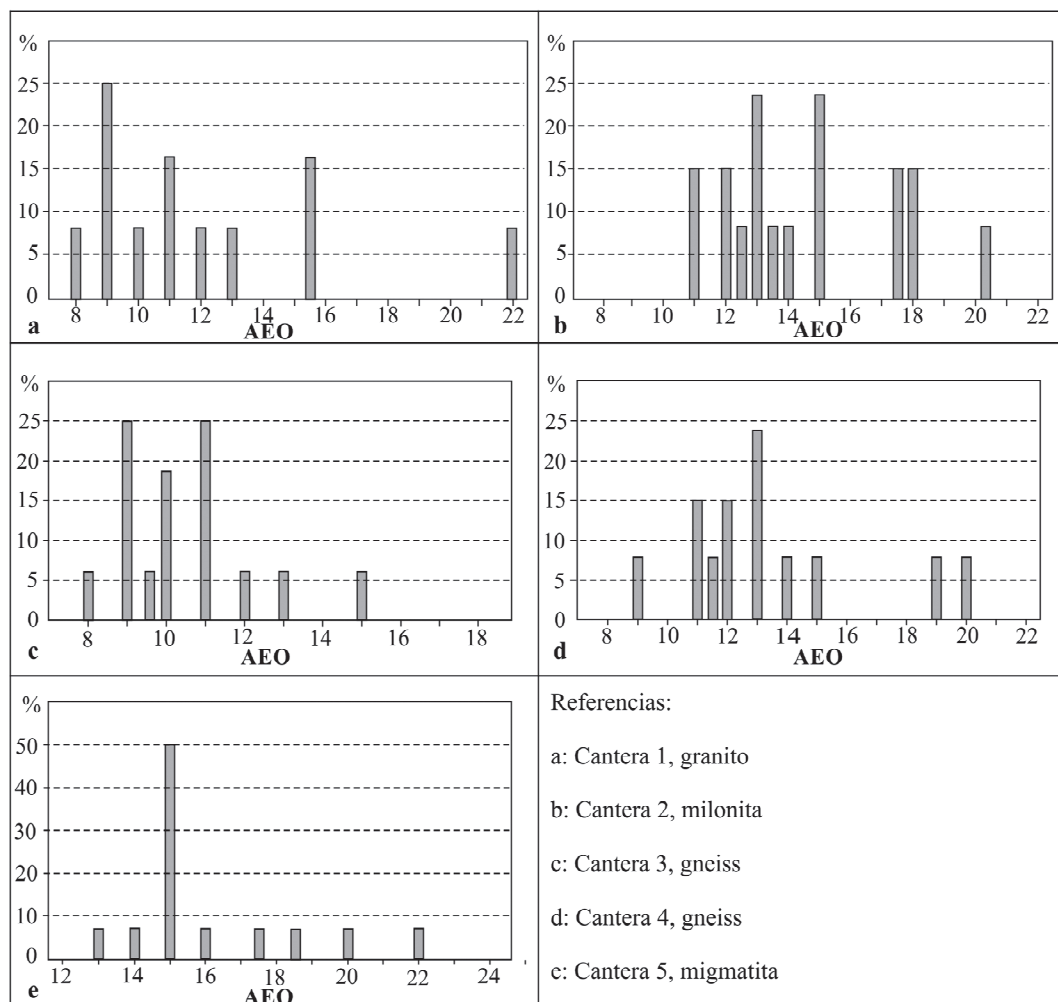 %
25
20
15
10
5
0
8 10 12 14 16 18 20 22
a AEO
%
25
20
15
10
5
0
8 10 12 14 16 18 20 22
b AEO
%
25
20
15
10
5
0
8 10 12 14 16 18
c AEO
%
25
20
15
10
5
0
8 10 12 14 16 18 20 22
d AEO
%
50
40
30
20
10
0
12 14 16 18 20 22 24
e AEO
Referencias:
a: Cantera 1, granito
b: Cantera 2, milonita
c: Cantera 3, gneiss
d: Cantera 4, gneiss
e: Cantera 5, migmatita